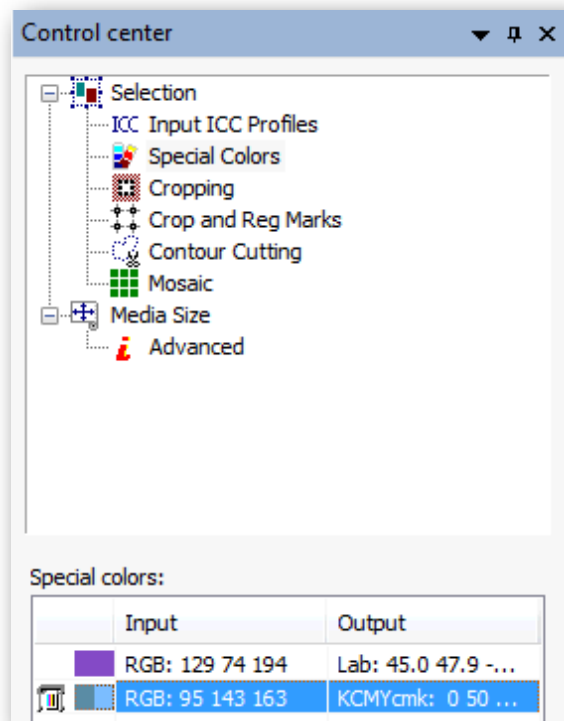 Control center
Selection
ICC Input ICC Profiles
Special Colors
Cropping
Crop and Reg Marks
Contour Cutting
Mosaic
Media Size
i Advanced
Special colors:
Input Output
RGB: 129 74 194 Lab: 45.0 47.9 -...
RGB: 95 143 163 KCMYcmk: 0 50 ...